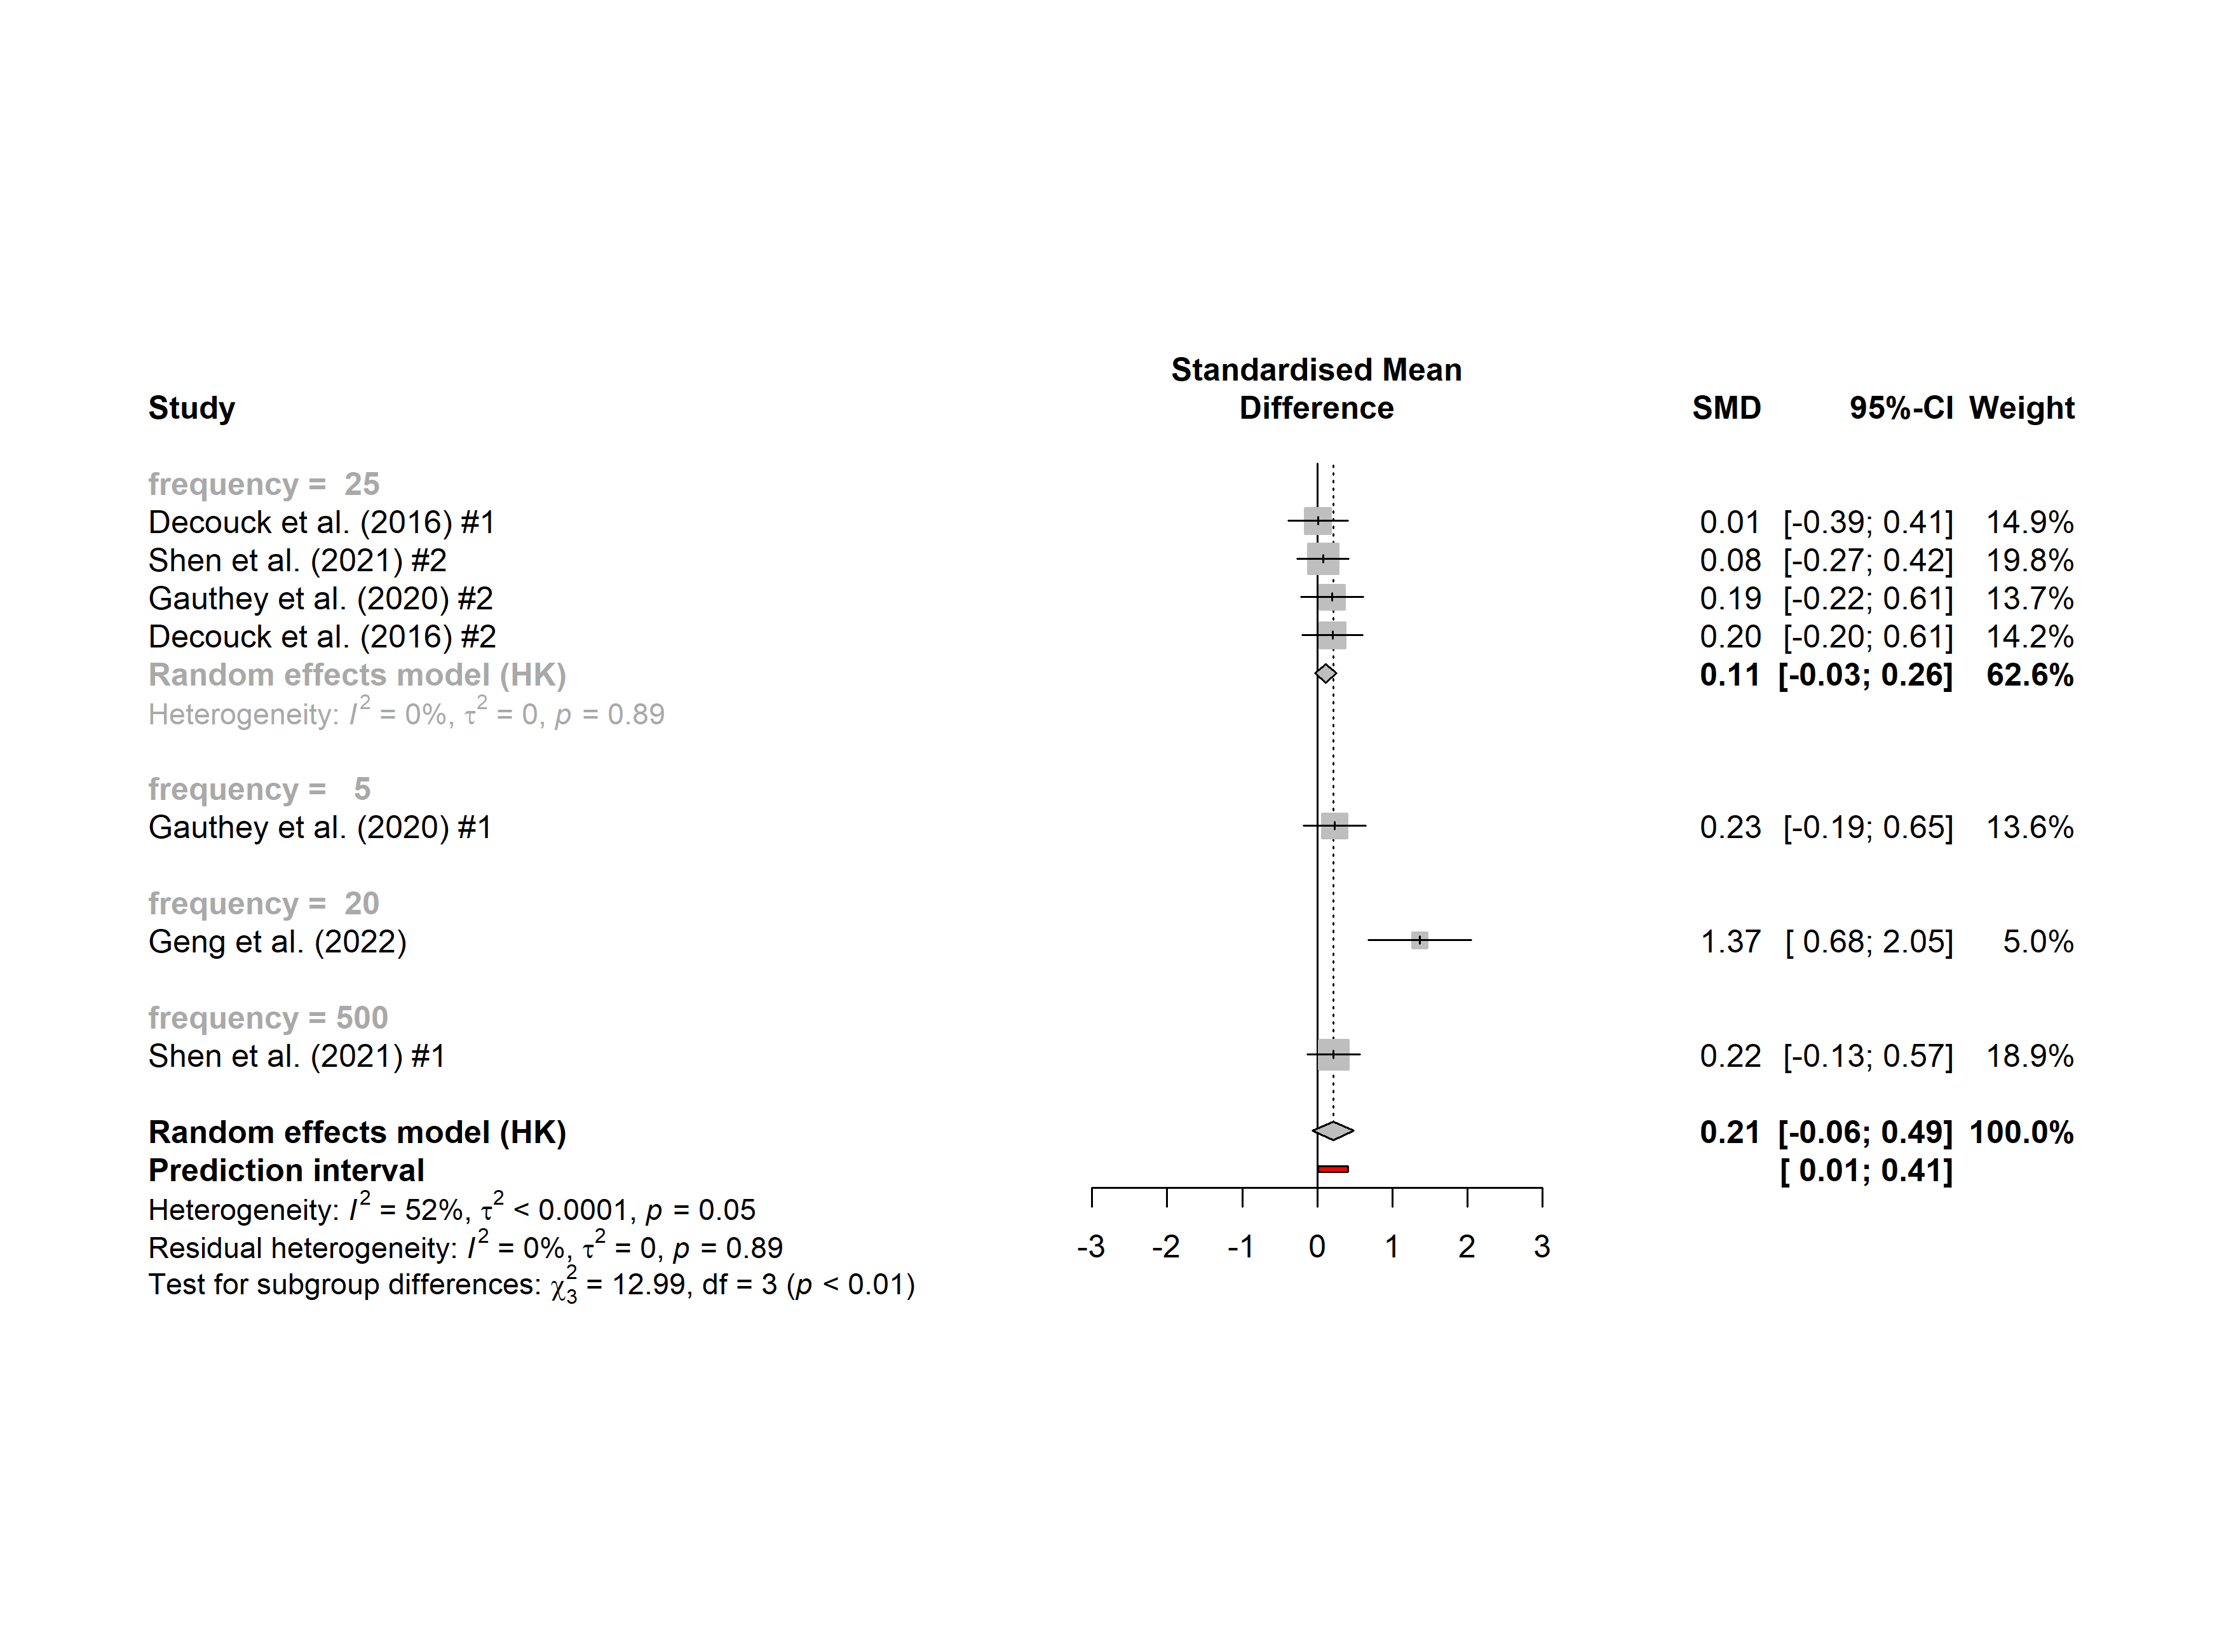 Standardised Mean
Study Difference SMD 95%-CI Weight
frequency = 25
Decouck et al. (2016) #1 0.01 [-0.39; 0.41] 14.9%
Shen et al. (2021) #2 0.08 [-0.27; 0.42] 19.8%
Gauthey et al. (2020) #2 0.19 [-0.22; 0.61] 13.7%
Decouck et al. (2016) #2 0.20 [-0.20; 0.61] 14.2%
Random effects model (HK) 0.11 [-0.03; 0.26] 62.6%
Heterogeneity: I² = 0%, τ² = 0, p = 0.89
frequency = 5
Gauthey et al. (2020) #1 0.23 [-0.19; 0.65] 13.6%
frequency = 20
Geng et al. (2022) 1.37 [ 0.68; 2.05] 5.0%
frequency = 500
Shen et al. (2021) #1 0.22 [-0.13; 0.57] 18.9%
Random effects model (HK) 0.21 [-0.06; 0.49] 100.0%
Prediction interval [ 0.01; 0.41]
Heterogeneity: I² = 52%, τ² < 0.0001, p = 0.05
Residual heterogeneity: I² = 0%, τ² = 0, p = 0.89
-3 -2 -1 0 1 2 3
Test for subgroup differences: χ²₃ = 12.99, df = 3 (p < 0.01)